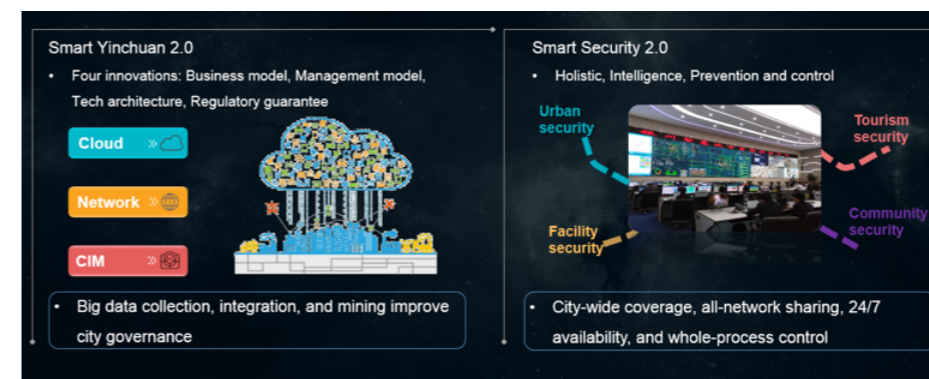 Smart Yinchuan 2.0
• Four innovations: Business model, Management model,
Tech architecture, Regulatory guarantee
Cloud
Network
CIM
• Big data collection, integration, and mining improve
city governance
Smart Security 2.0
• Holistic, Intelligence, Prevention and control
Urban
security
Tourism
security
Facility
security
Community
security
• City-wide coverage, all-network sharing, 24/7
availability, and whole-process control